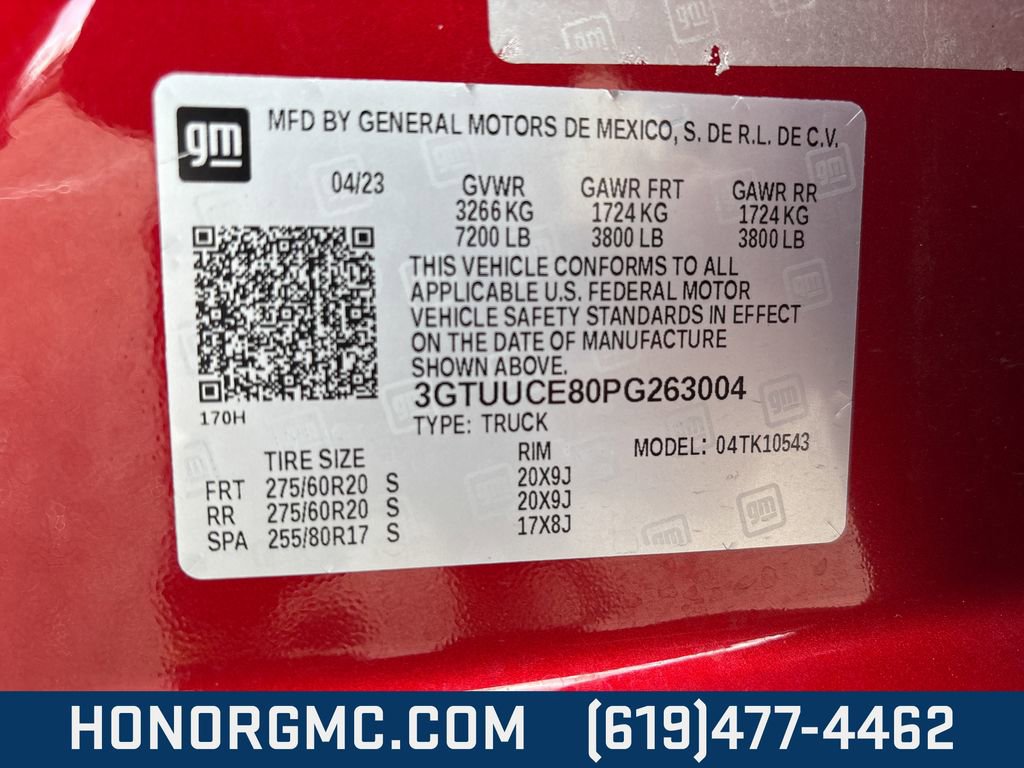 gm
MFD BY GENERAL MOTORS DE MEXICO, S. DE R.L. DE C.V.
04/23 GVWR GAWR FRT GAWR RR
3266 KG 1724 KG 1724 KG
7200 LB 3800 LB 3800 LB
THIS VEHICLE CONFORMS TO ALL
APPLICABLE U.S. FEDERAL MOTOR
VEHICLE SAFETY STANDARDS IN EFFECT
ON THE DATE OF MANUFACTURE
SHOWN ABOVE.
3GTUUCE80PG263004
170H
TYPE: TRUCK
TIRE SIZE RIM MODEL: 04TK10543
FRT 275/60R20 S 20X9J
RR 275/60R20 S 20X9J
SPA 255/80R17 S 17X8J
HONORGMC.COM (619)477-4462